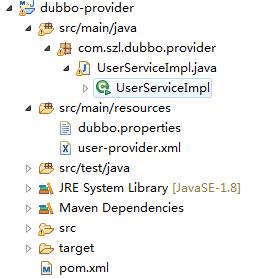 dubbo-provider
src/main/java
com.szl.dubbo.provider
UserServiceImpl.java
UserServiceImpl
src/main/resources
dubbo.properties
user-provider.xml
src/test/java
JRE System Library [JavaSE-1.8]
Maven Dependencies
src
target
pom.xml